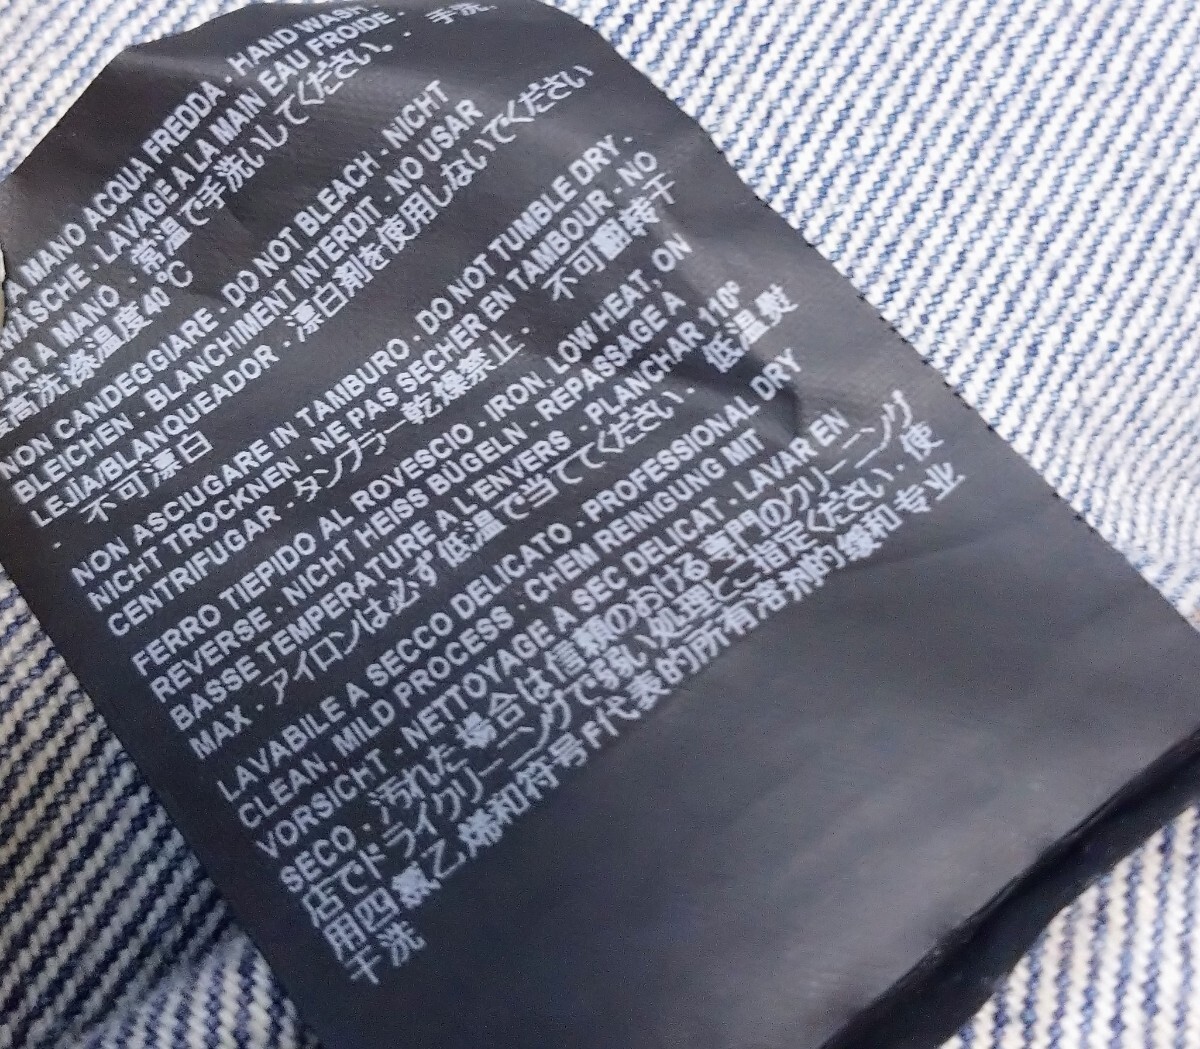 A MANO ACQUA FREDDA · HAND WASH ·
WÄSCHE · LAVAGE A LA MAIN EAU FROIDE ·
AR A MANO · 常温で手洗いしてください。· 手洗,
最高洗涤温度40℃
NON CANDEGGIARE · DO NOT BLEACH · NICHT
BLEICHEN · BLANCHIMENT INTERDIT · NO USAR
LEJIA/BLANQUEADOR · 漂白剤を使用しないでください
· 不可漂白
NON ASCIUGARE IN TAMBURO · DO NOT TUMBLE DRY ·
NICHT TROCKNEN · NE PAS SECHER EN TAMBOUR · NO
CENTRIFUGAR · タンブラー乾燥禁止 · 不可翻转干
FERRO TIEPIDO AL ROVESCIO · IRON, LOW HEAT, ON
REVERSE · NICHT HEISS BÜGELN · REPASSAGE A
BASSE TEMPERATURE A L'ENVERS · PLANCHAR 110º
MAX · アイロンは必ず低温で当ててください · 低温熨
LAVABILE A SECCO DELICATO · PROFESSIONAL DRY
CLEAN, MILD PROCESS · CHEM REINIGUNG MIT
VORSICHT · NETTOYAGE A SEC DELICAT · LAVAR EN
SECO · 汚れた場合は信頼のおける専門のクリーニング
店でドライクリーニングで弱い処理とご指定ください · 使
用四氯乙烯和符号F代表的所有溶剂的缓和专业
干洗